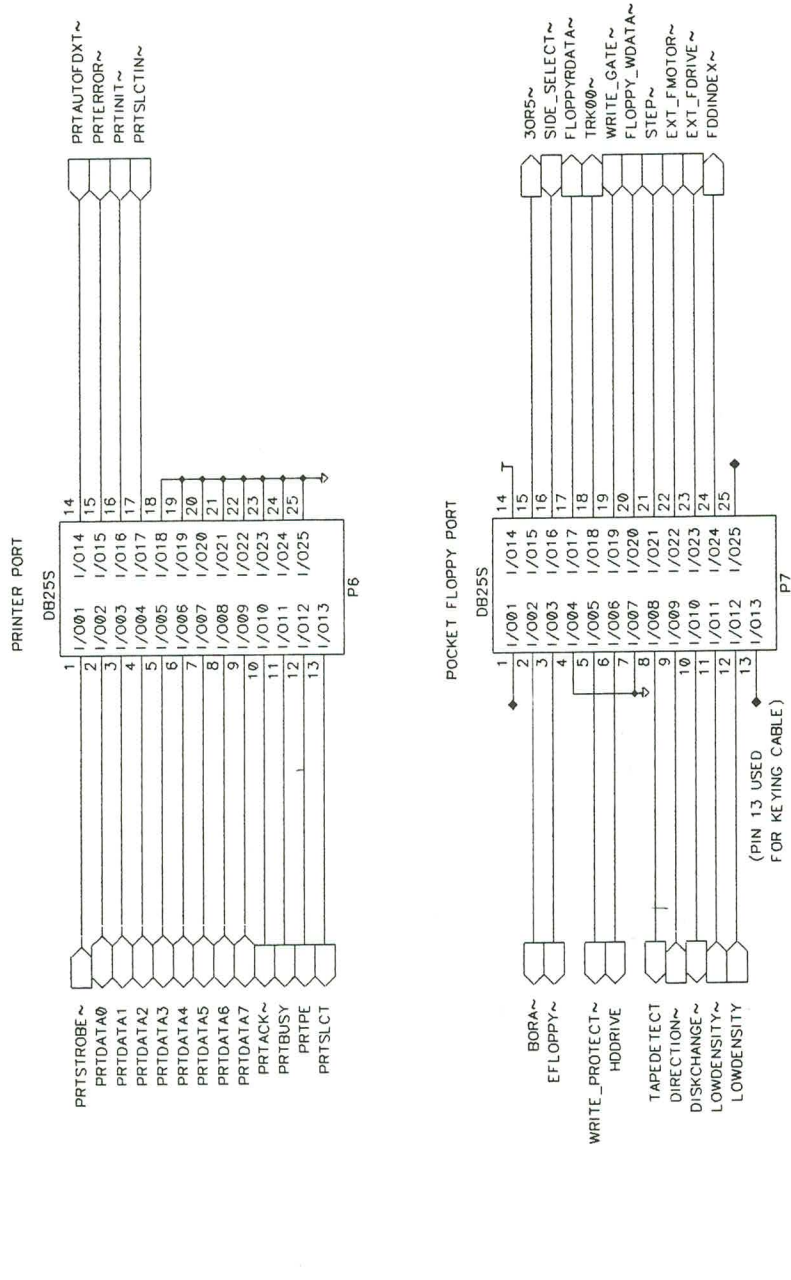 PRINTER PORT
DB25S
PRTSTROBE~ 1 I/O01 I/O14 14 PRTAUTOFDXT~
PRTDATA0 2 I/O02 I/O15 15 PRTERROR~
PRTDATA1 3 I/O03 I/O16 16 PRTINIT~
PRTDATA2 4 I/O04 I/O17 17 PRTSLCTIN~
PRTDATA3 5 I/O05 I/O18 18
PRTDATA4 6 I/O06 I/O19 19
PRTDATA5 7 I/O07 I/O20 20
PRTDATA6 8 I/O08 I/O21 21
PRTDATA7 9 I/O09 I/O22 22
PRTACK~ 10 I/O10 I/O23 23
PRTBUSY 11 I/O11 I/O24 24
PRTPE 12 I/O12 I/O25 25
PRTSLCT 13 I/O13
P6
POCKET FLOPPY PORT
DB25S
1 I/O01 I/O14 14
BORA~ 2 I/O02 I/O15 15 3OR5~
EFLOPPY~ 3 I/O03 I/O16 16 SIDE_SELECT~
4 I/O04 I/O17 17 FLOPPYRDATA~
WRITE_PROTECT~ 5 I/O05 I/O18 18 TRK00~
HDDRIVE 6 I/O06 I/O19 19 WRITE_GATE~
7 I/O07 I/O20 20 FLOPPY_WDATA~
TAPEDETECT 8 I/O08 I/O21 21 STEP~
DIRECTION~ 9 I/O09 I/O22 22 EXT_FMOTOR~
DISKCHANGE~ 10 I/O10 I/O23 23 EXT_FDRIVE~
LOWDENSITY~ 11 I/O11 I/O24 24 FDDINDEX~
LOWDENSITY 12 I/O12 I/O25 25
13 I/O13
P7
(PIN 13 USED
FOR KEYING CABLE)